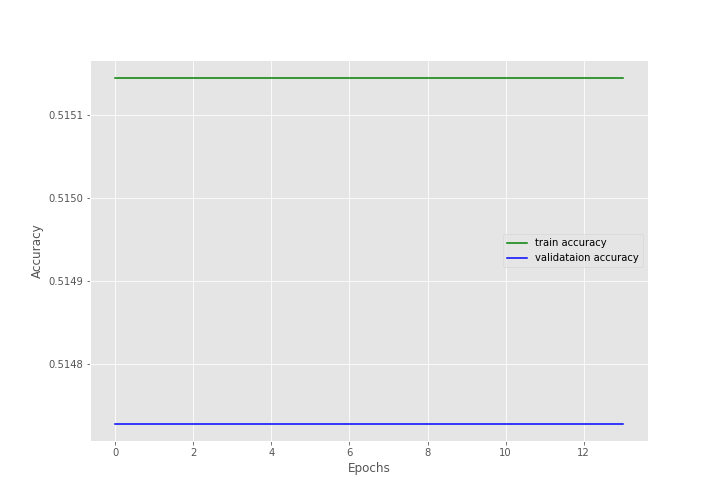 0.5151
0.5150
0.5149
0.5148
Accuracy
train accuracy
validataion accuracy
0 2 4 6 8 10 12
Epochs